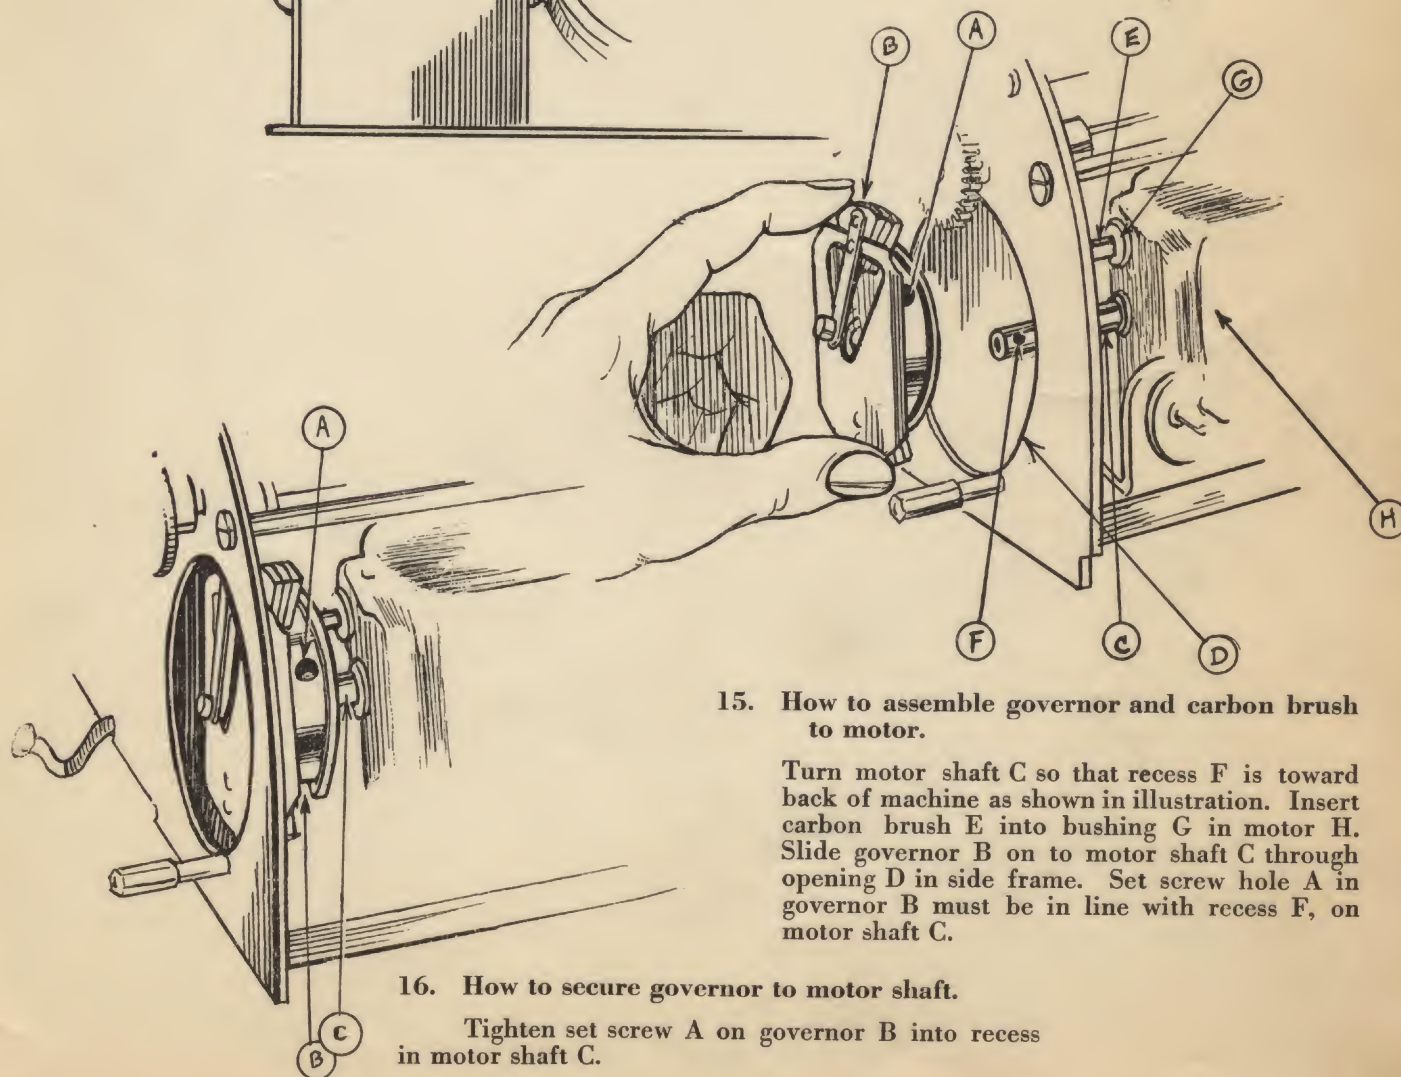 B
A
E
G
A
H
F
C
D
15. How to assemble governor and carbon brush
to motor.
Turn motor shaft C so that recess F is toward
back of machine as shown in illustration. Insert
carbon brush E into bushing G in motor H.
Slide governor B on to motor shaft C through
opening D in side frame. Set screw hole A in
governor B must be in line with recess F, on
motor shaft C.
16. How to secure governor to motor shaft.
Tighten set screw A on governor B into recess
in motor shaft C.
B
C